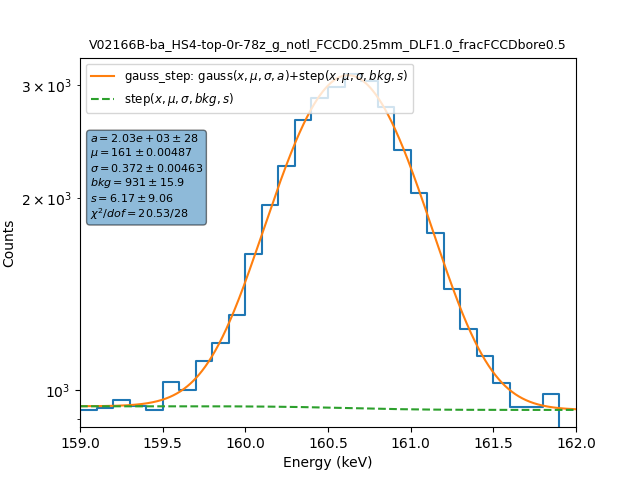 V02166B-ba_HS4-top-0r-78z_g_notl_FCCD0.25mm_DLF1.0_fracFCCDbore0.5
gauss_step: gauss(x, μ, σ, a)+step(x, μ, σ, bkg, s)
step(x, μ, σ, bkg, s)
a = 2.03e + 03 ± 28
μ = 161 ± 0.00487
σ = 0.372 ± 0.00463
bkg = 931 ± 15.9
s = 6.17 ± 9.06
χ²/dof = 20.53/28
3 × 10³
2 × 10³
10³
Counts
159.0 159.5 160.0 160.5 161.0 161.5 162.0
Energy (keV)